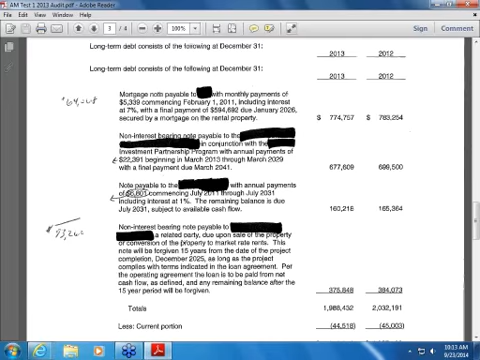 AM Test 1 2013 Audit.pdf - Adobe Reader
File Edit View Window Help
3 / 4 100% Sign Comment
Long-term debt consists of the following at December 31:
2013 2012
Long-term debt consists of the following at December 31:
2013 2012
Mortgage note payable to with monthly payments of
$5,339 commencing February 1, 2011, including interest
at 7%, with a final payment of $594,692 due January 2026,
secured by a mortgage on the rental property. $ 774,757 $ 783,254
Non-interest bearing note payable to the
in conjunction with the
Investment Partnership Program with annual payments of
$22,391 beginning in March 2013 through March 2029
with a final payment due March 2041. 677,609 699,500
Note payable to the with annual payments
of $6,801 commencing July 2011 through July 2031
including interest at 1%. The remaining balance is due
July 2031, subject to available cash flow. 160,218 165,364
Non-interest bearing note payable to
a related party, due upon sale of the property
or conversion of the property to market rate rents. This
note will be forgiven 15 years from the date of the project
completion, December 2025, as long as the project
complies with terms indicated in the loan agreement. Per
the operating agreement the loan is to be paid from net
cash flow, as defined, and any remaining balance after the
15 year period will be forgiven. 375,848 384,073
Totals 1,988,432 2,032,191
Less: Current portion (44,518) (45,003)
10:13 AM
9/23/2014